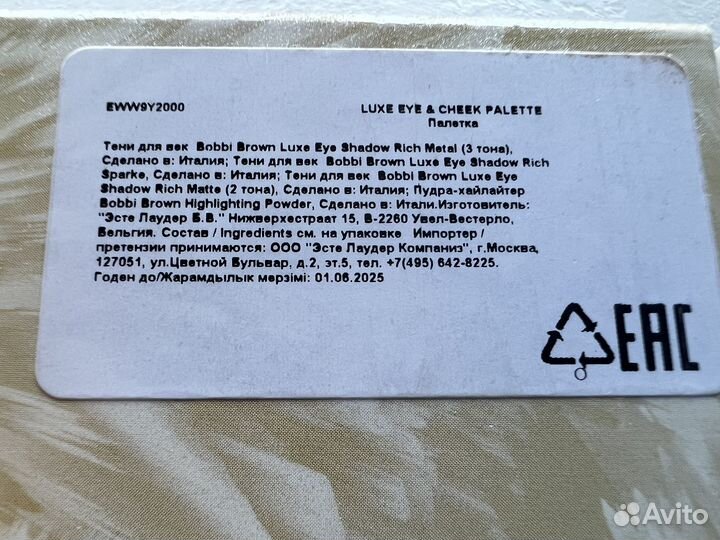 EWW9Y2000 LUXE EYE & CHEEK PALETTE
Палетка
Тени для век Bobbi Brown Luxe Eye Shadow Rich Metal (3 тона),
Сделано в: Италия; Тени для век Bobbi Brown Luxe Eye Shadow Rich
Sparke, Сделано в: Италия; Тени для век Bobbi Brown Luxe Eye
Shadow Rich Matte (2 тона), Сделано в: Италия; Пудра-хайлайтер
Bobbi Brown Highlighting Powder, Сделано в: Итали.Изготовитель:
"Эсте Лаудер Б.В." Нижверхестраат 15, В-2260 Увел-Вестерло,
Бельгия. Состав / Ingredients см. на упаковке Импортер /
претензии принимаются: ООО "Эсте Лаудер Компаниз", г.Москва,
127051, ул.Цветной Бульвар, д.2, эт.5, тел. +7(495) 642-8225.
Годен до/Жарамдылык мерзімі: 01.06.2025
EAC
Avito